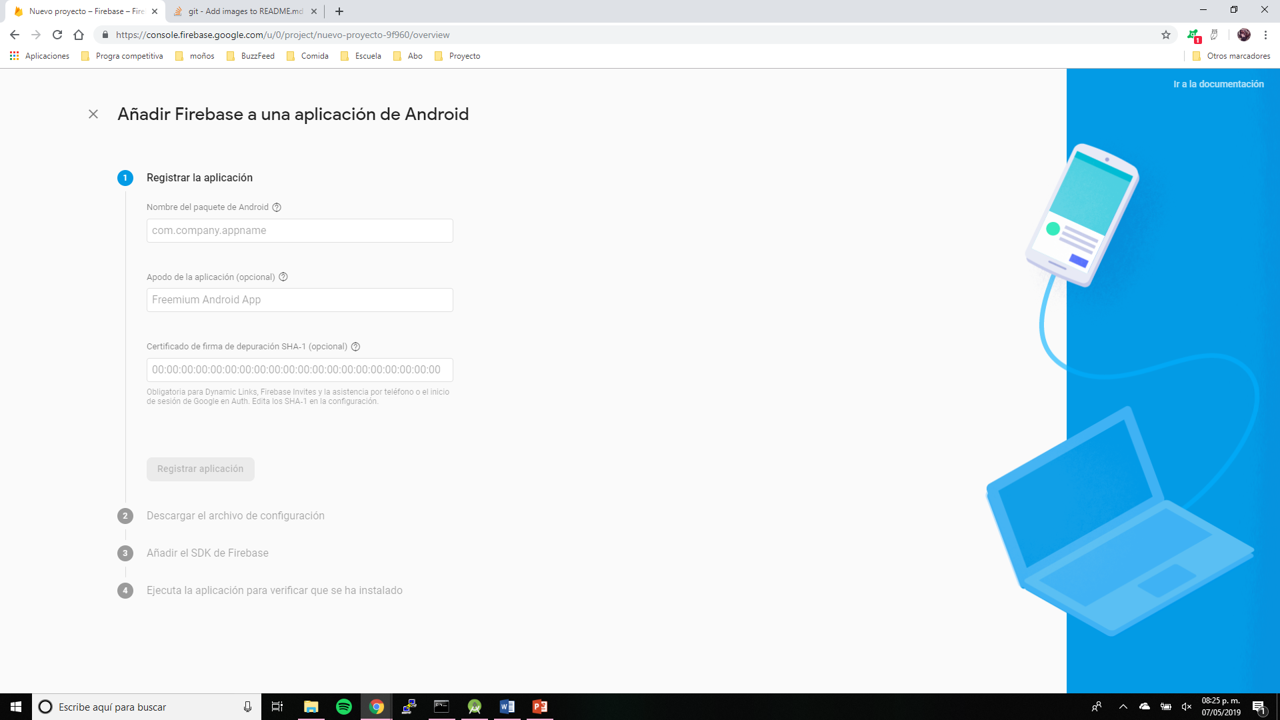 Nuevo proyecto – Firebase – Fire
git - Add images to README.md
https://console.firebase.google.com/u/0/project/nuevo-proyecto-9f960/overview
1
Aplicaciones
Progra competitiva
moños
BuzzFeed
Comida
Escuela
Abo
Proyecto
Otros marcadores
Ir a la documentación
Añadir Firebase a una aplicación de Android
1 Registrar la aplicación
Nombre del paquete de Android
com.company.appname
Apodo de la aplicación (opcional)
Freemium Android App
Certificado de firma de depuración SHA-1 (opcional)
00:00:00:00:00:00:00:00:00:00:00:00:00:00:00:00:00:00:00:00
Obligatoria para Dynamic Links, Firebase Invites y la asistencia por teléfono o el inicio
de sesión de Google en Auth. Edita los SHA-1 en la configuración.
Registrar aplicación
2 Descargar el archivo de configuración
3 Añadir el SDK de Firebase
4 Ejecuta la aplicación para verificar que se ha instalado
Escribe aquí para buscar
08:25 p. m.
07/05/2019
1